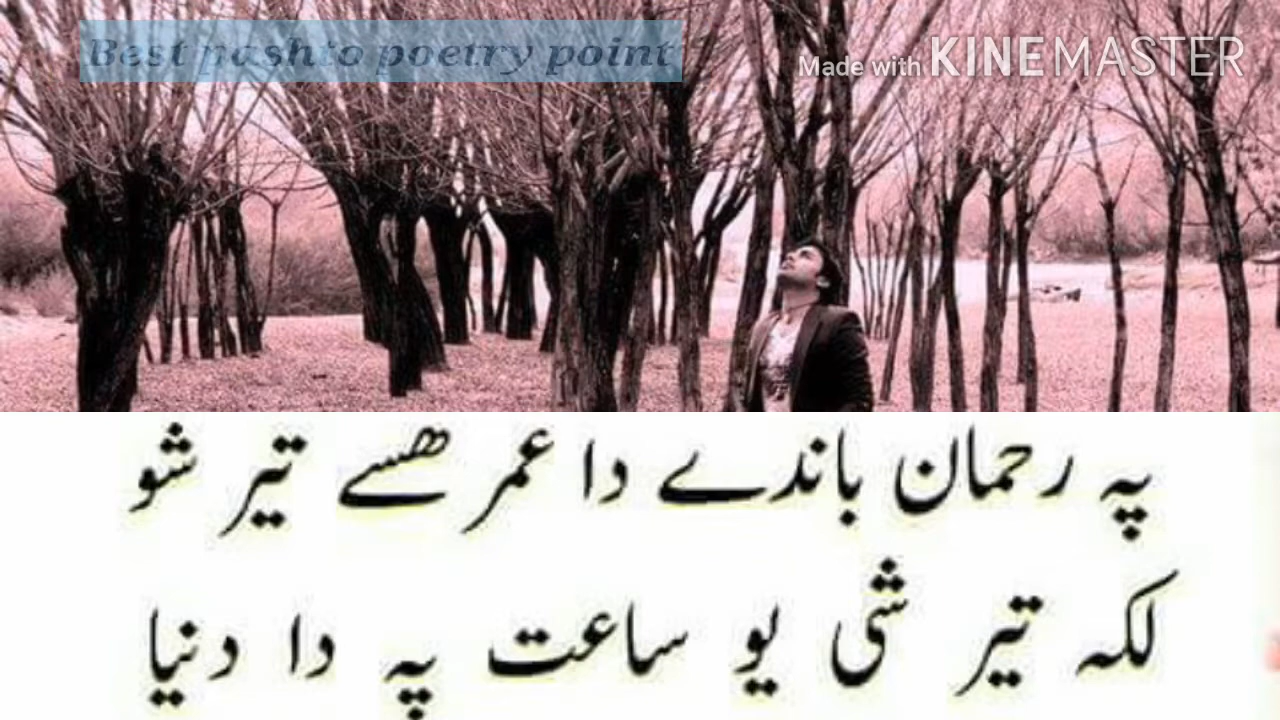 Best pashto poetry point
Made with KINEMASTER
په رحمان باندے دا عمر هسے تیر شو
لکه تیر شی یو ساعت په دا دنیا